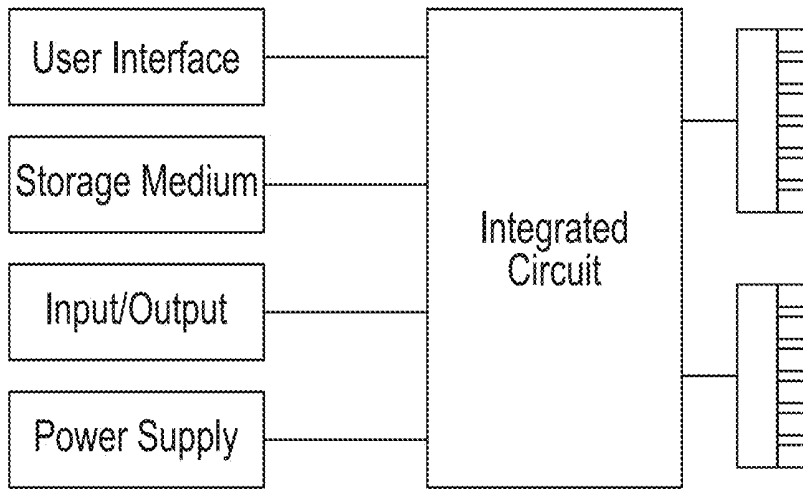 User Interface
Storage Medium
Input/Output
Power Supply
Integrated
Circuit